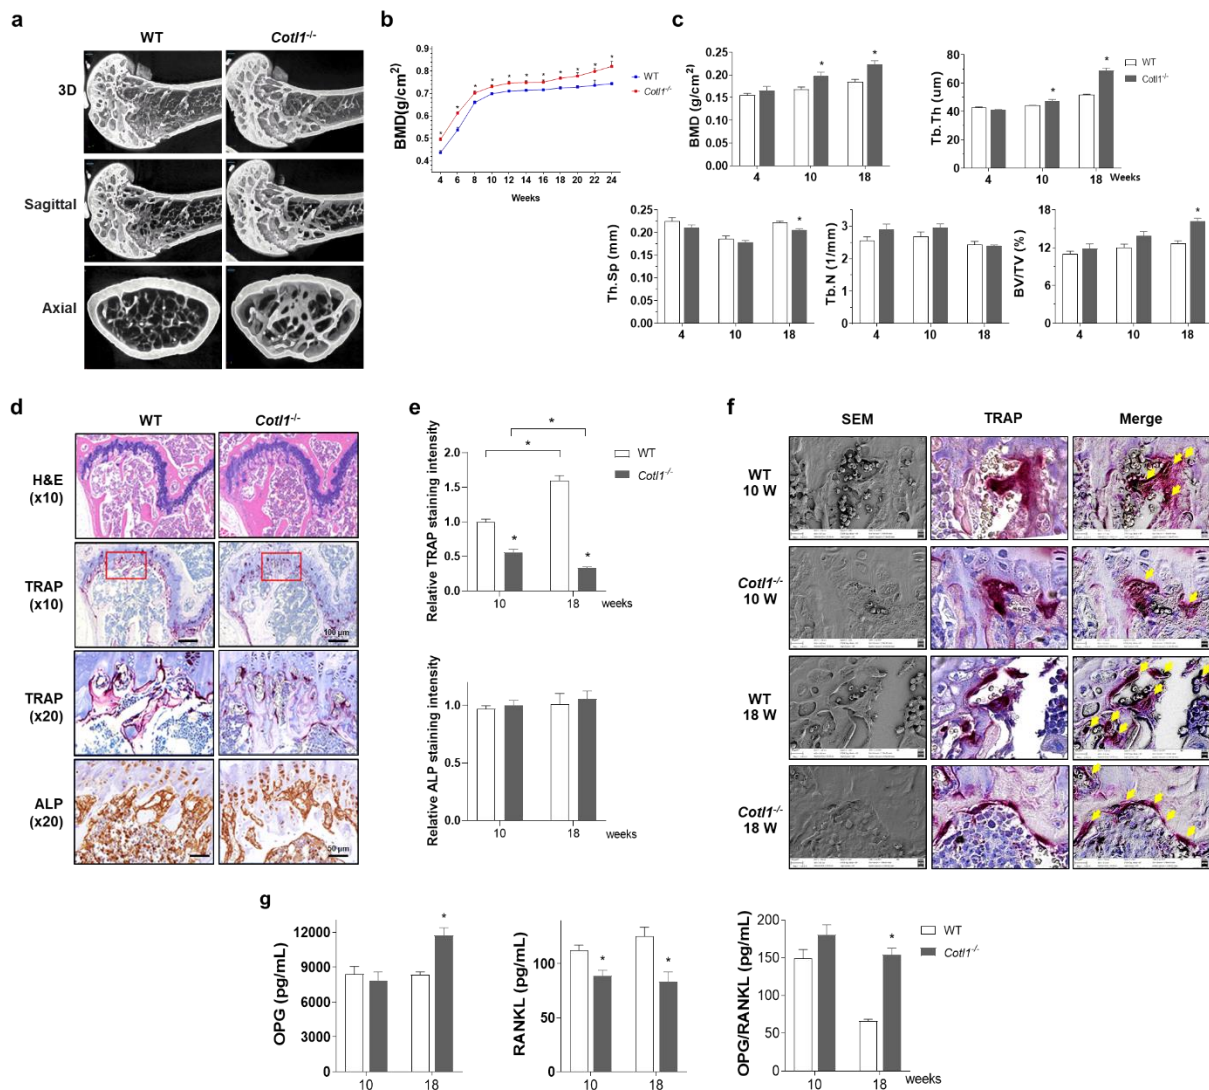 a
WT
Cotl1-/-
3D
Sagittal
Axial
b
BMD(g/cm2)
0.9
0.8
0.7
0.6
0.5
0.4
* * * * * * * * * * *
4 6 8 10 12 14 16 18 20 22 24
Weeks
WT
Cotl1-/-
c
BMD (g/cm2)
0.25
0.20
0.15
0.10
0.05
0.00
* *
4 10 18
Tb.Th (um)
80
60
40
20
0
* *
4 10 18 Weeks
WT
Cotl1-/-
Th.Sp (mm)
0.25
0.20
0.15
0.10
0.05
0.00
*
4 10 18
Tb.N (1/mm)
3
2
1
0
4 10 18
BV/TV (%)
18
12
6
0
*
4 10 18
d
WT
Cotl1-/-
H&E
(x10)
TRAP
(x10)
100 μm
TRAP
(x20)
ALP
(x20)
50 μm
e
Relative TRAP staining intensity
2.0
1.5
1.0
0.5
0.0
* * * *
10 18 weeks
WT
Cotl1-/-
Relative ALP staining intensity
1.0
0.5
0.0
10 18 weeks
f
SEM
TRAP
Merge
WT
10 W
Cotl1-/-
10 W
WT
18 W
Cotl1-/-
18 W
g
OPG (pg/mL)
12000
9000
6000
3000
0
*
10 18
RANKL (pg/mL)
100
50
0
* *
10 18
OPG/RANKL (pg/mL)
200
150
100
50
0
*
10 18 weeks
WT
Cotl1-/-